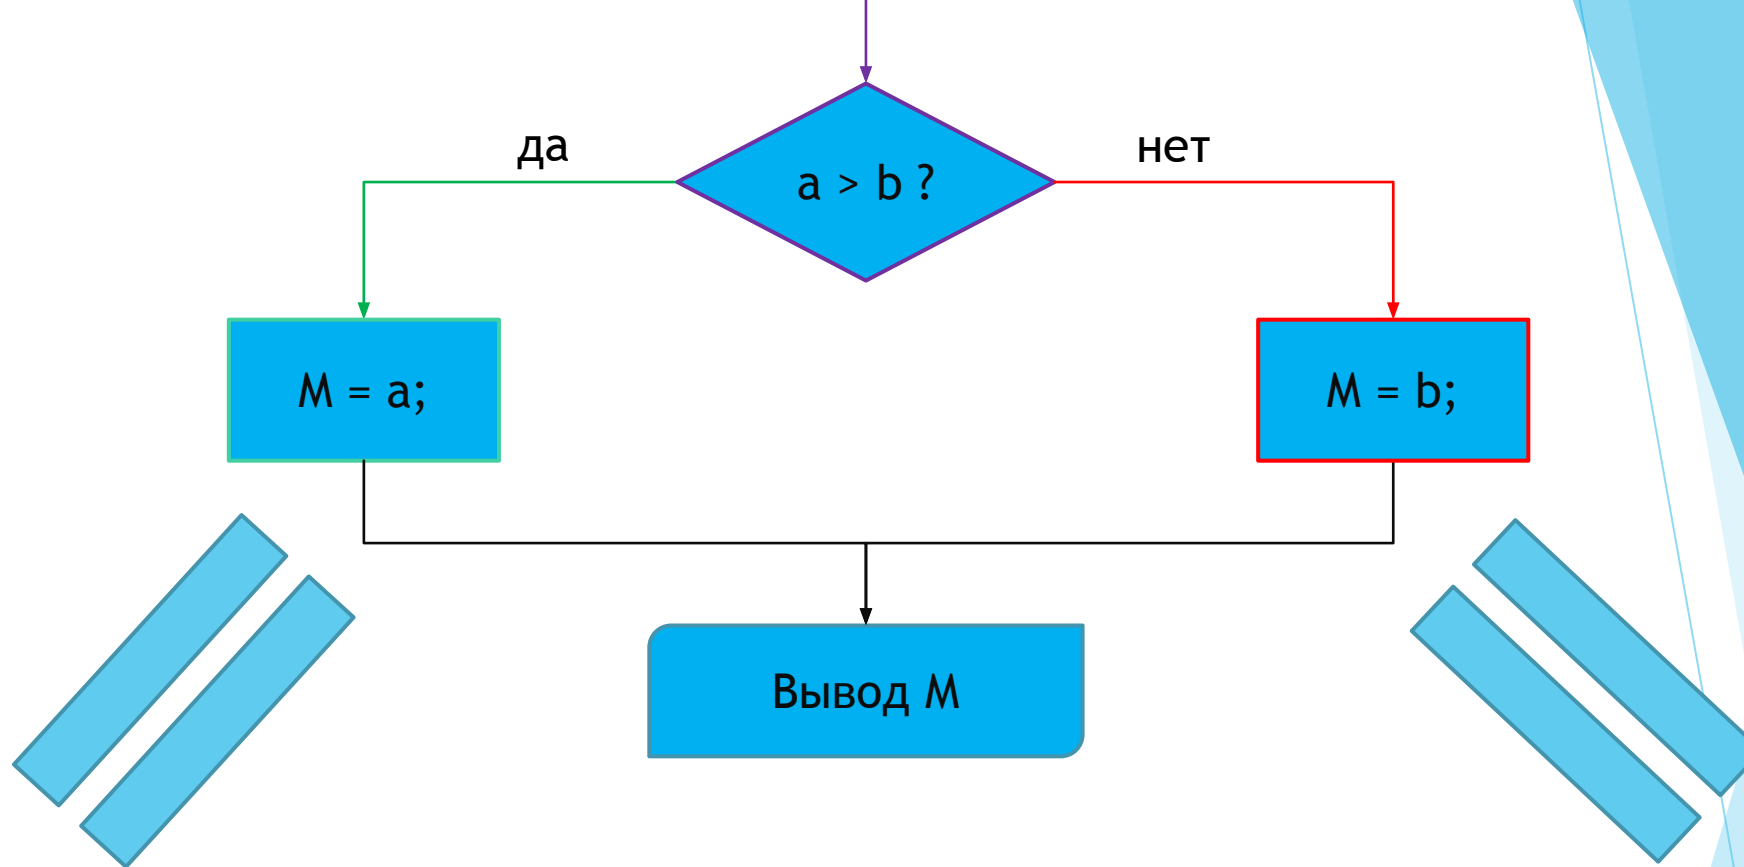 да
нет
a > b ?
M = a;
M = b;
Вывод M